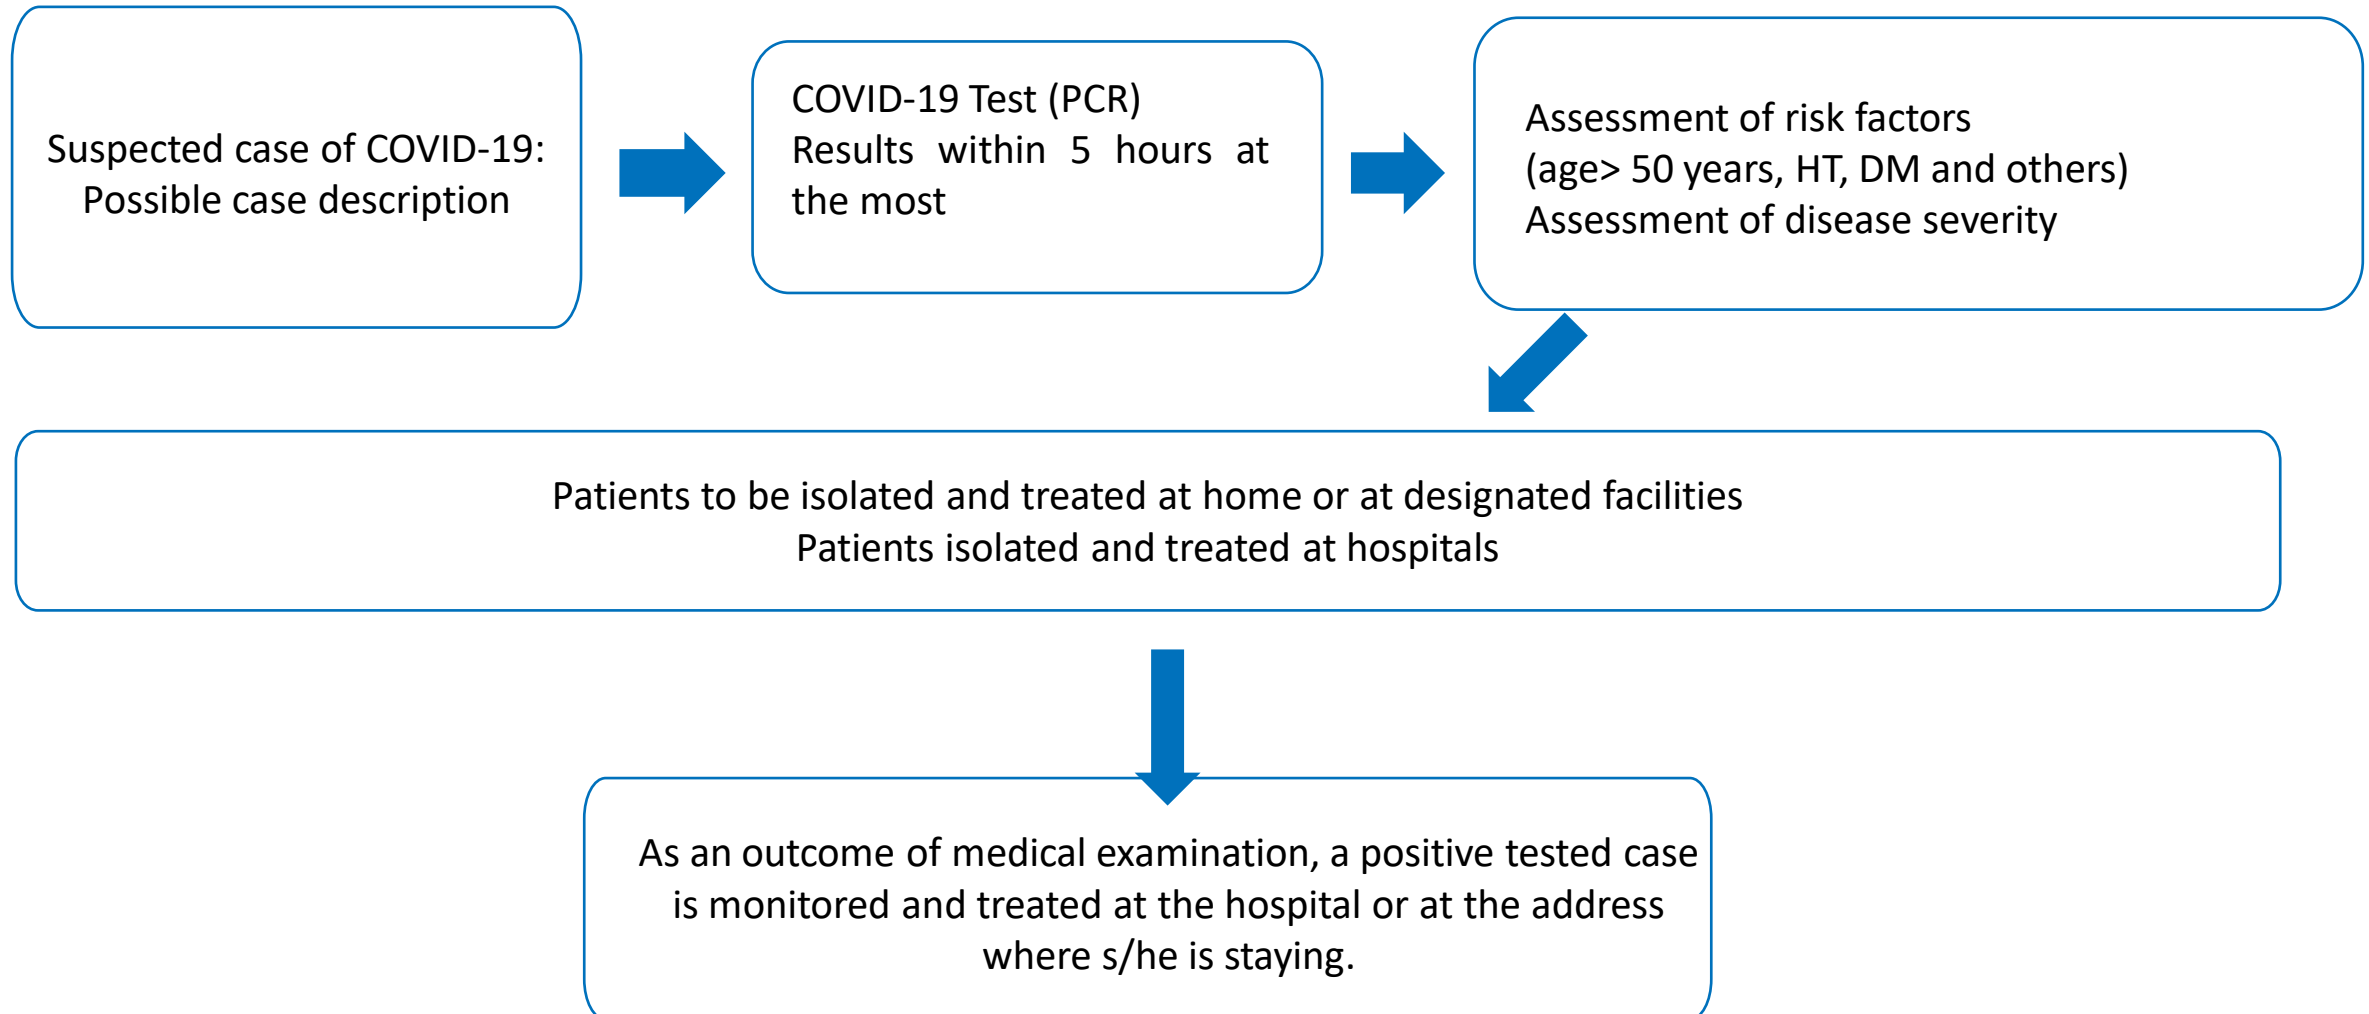 Suspected case of COVID-19:
Possible case description
COVID-19 Test (PCR)
Results within 5 hours at
the most
Assessment of risk factors
(age> 50 years, HT, DM and others)
Assessment of disease severity
Patients to be isolated and treated at home or at designated facilities
Patients isolated and treated at hospitals
As an outcome of medical examination, a positive tested case
is monitored and treated at the hospital or at the address
where s/he is staying.